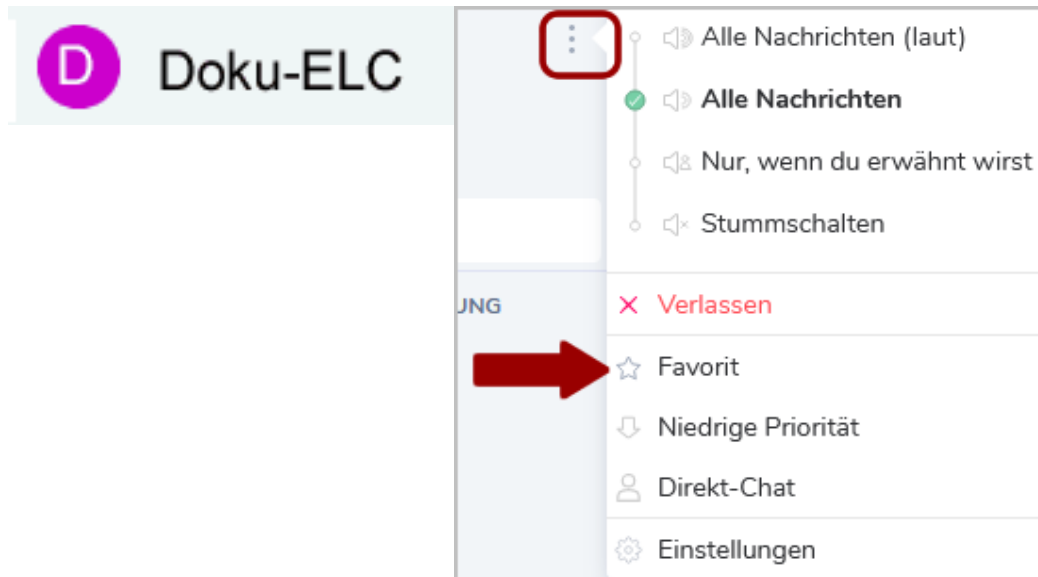 D
Doku-ELC
Alle Nachrichten (laut)
Alle Nachrichten
Nur, wenn du erwähnt wirst
Stummschalten
JNG
Verlassen
Favorit
Niedrige Priorität
Direkt-Chat
Einstellungen